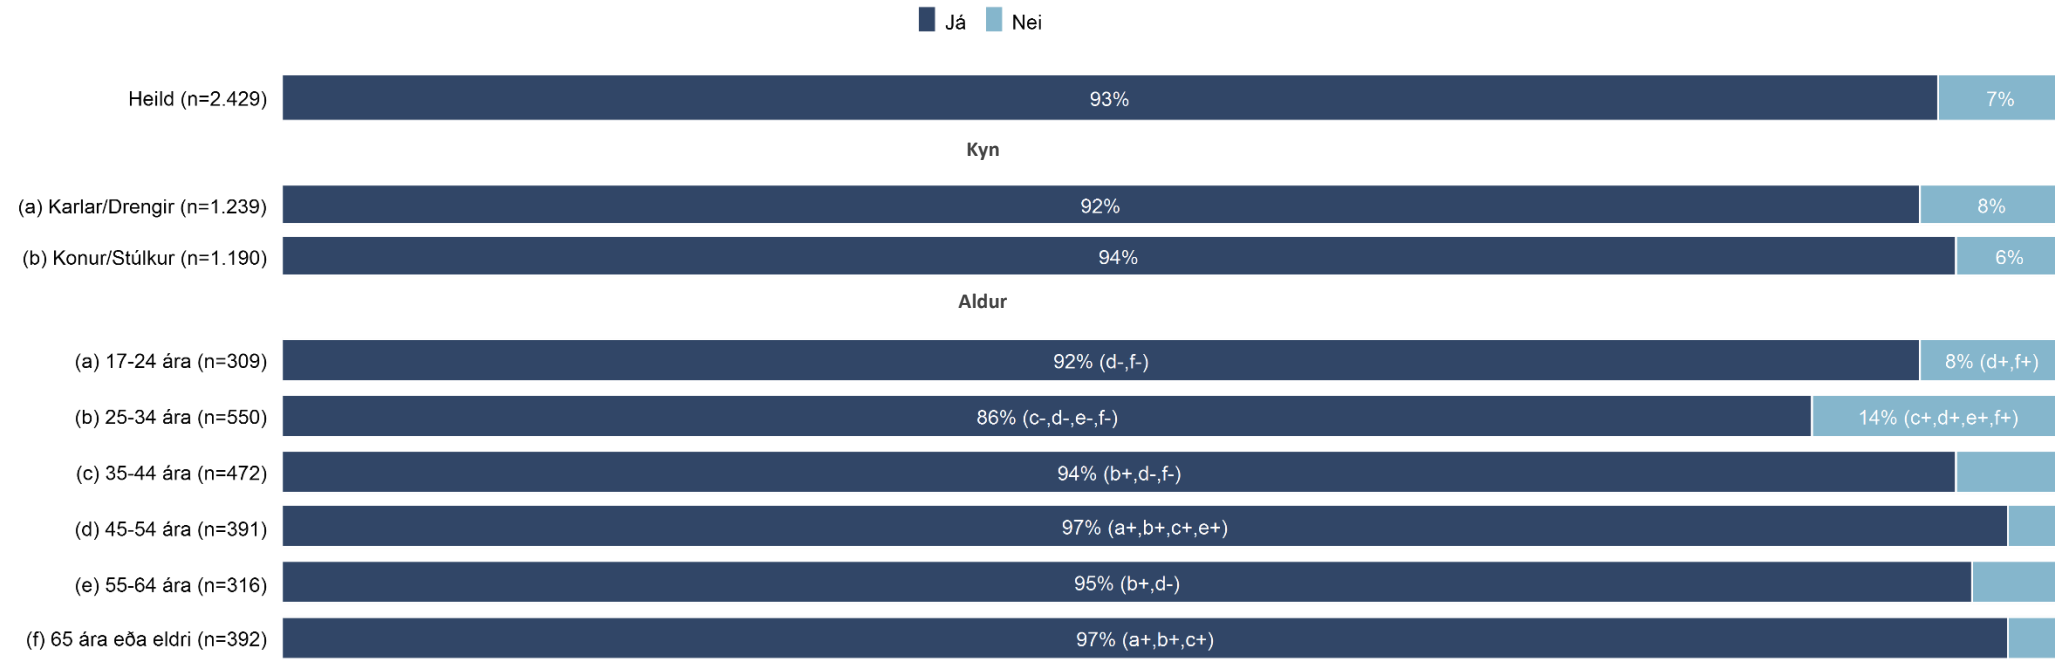 Já Nei
Heild (n=2.429) 93% 7%
Kyn
(a) Karlar/Drengir (n=1.239) 92% 8%
(b) Konur/Stúlkur (n=1.190) 94% 6%
Aldur
(a) 17-24 ára (n=309) 92% (d-,f-) 8% (d+,f+)
(b) 25-34 ára (n=550) 86% (c-,d-,e-,f-) 14% (c+,d+,e+,f+)
(c) 35-44 ára (n=472) 94% (b+,d-,f-)
(d) 45-54 ára (n=391) 97% (a+,b+,c+,e+)
(e) 55-64 ára (n=316) 95% (b+,d-)
(f) 65 ára eða eldri (n=392) 97% (a+,b+,c+)